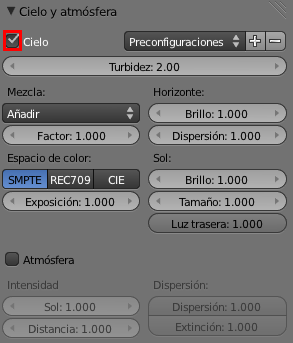 Cielo y atmósfera
Cielo Preconfiguraciones
Turbidez: 2.00
Mezcla: Horizonte:
Añadir Brillo: 1.000
Factor: 1.000 Dispersión: 1.000
Espacio de color: Sol:
SMPTE REC709 CIE Brillo: 1.000
Exposición: 1.000 Tamaño: 1.000
Luz trasera: 1.000
Atmósfera
Intensidad Dispersión:
Sol: 1.000 Dispersión: 1.000
Distancia: 1.000 Extinción: 1.000